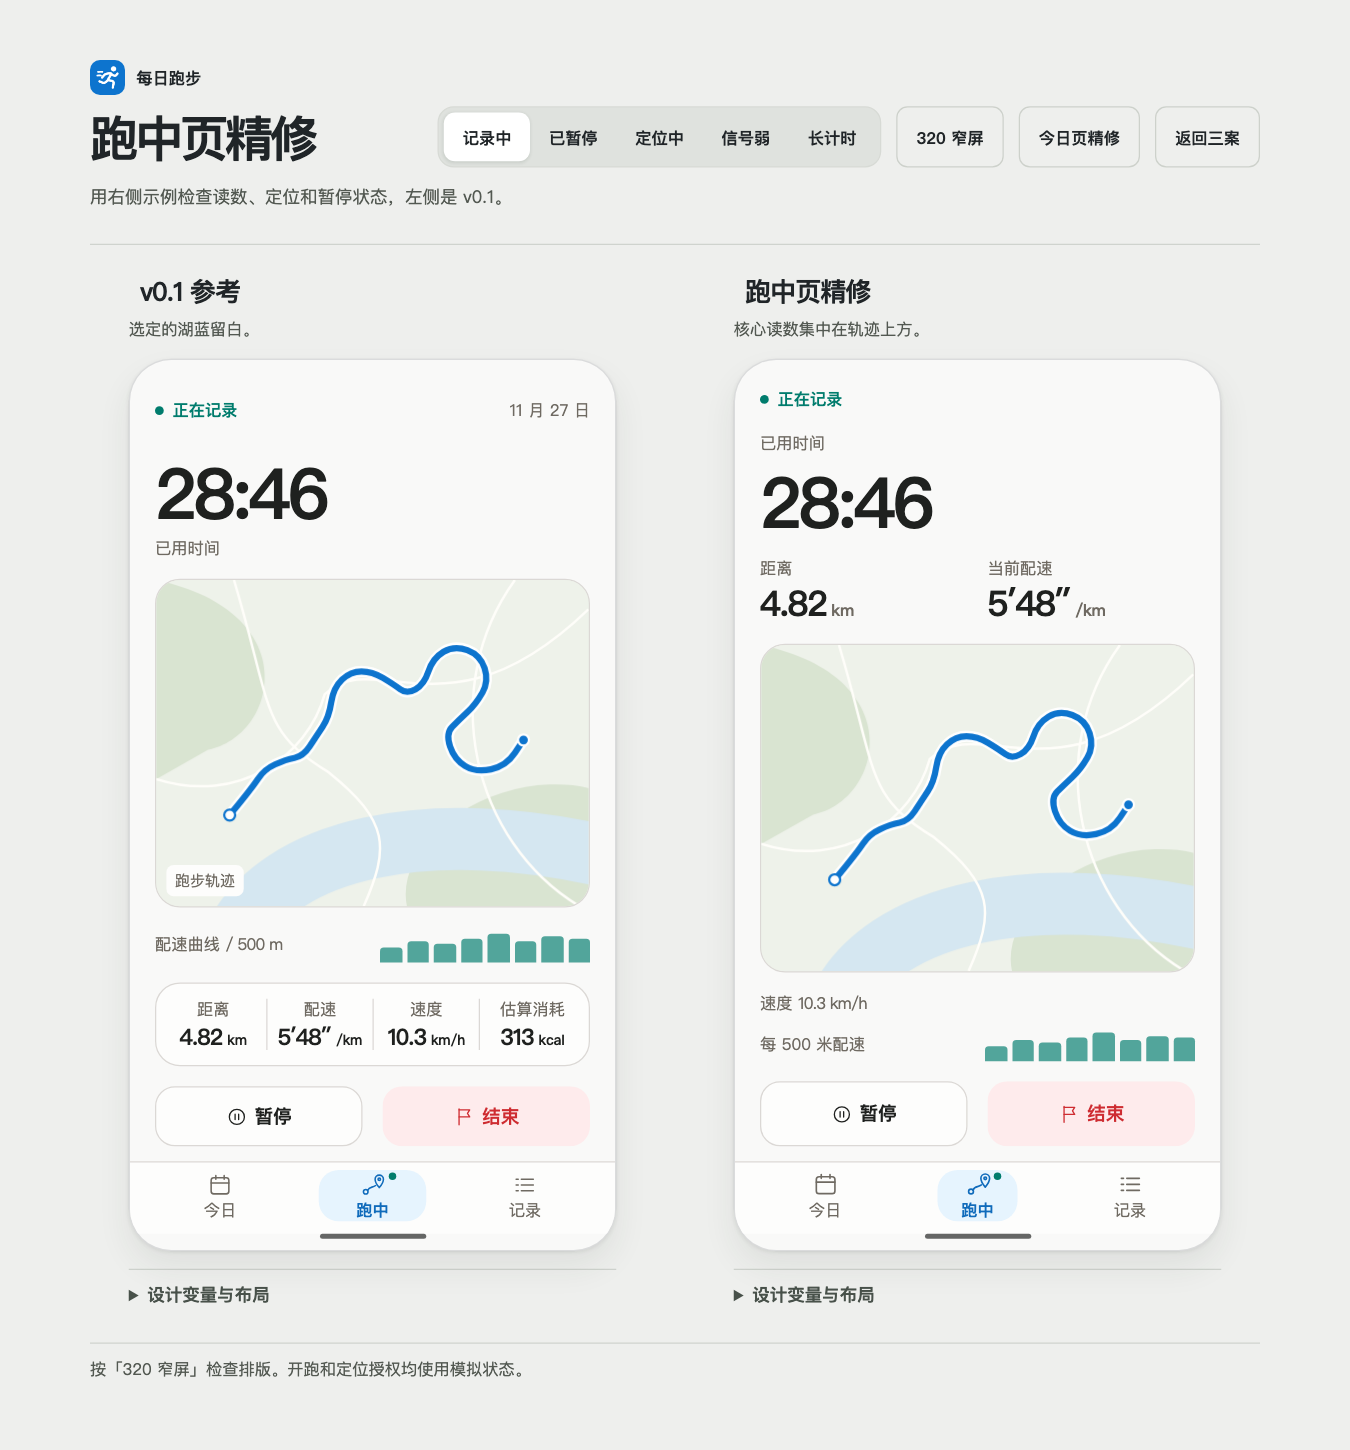 每日跑步
跑中页精修
记录中 已暂停 定位中 信号弱 长计时 320 窄屏 今日页精修 返回三案
用右侧示例检查读数、定位和暂停状态，左侧是 v0.1。
v0.1 参考
选定的湖蓝留白。
正在记录 11 月 27 日
28:46
已用时间
跑步轨迹
配速曲线 / 500 m
距离 配速 速度 估算消耗
4.82 km 5′48″ /km 10.3 km/h 313 kcal
暂停 结束
今日 跑中 记录
设计变量与布局
跑中页精修
核心读数集中在轨迹上方。
正在记录
已用时间
28:46
距离 当前配速
4.82 km 5′48″ /km
速度 10.3 km/h
每 500 米配速
暂停 结束
今日 跑中 记录
设计变量与布局
按「320 窄屏」检查排版。开跑和定位授权均使用模拟状态。